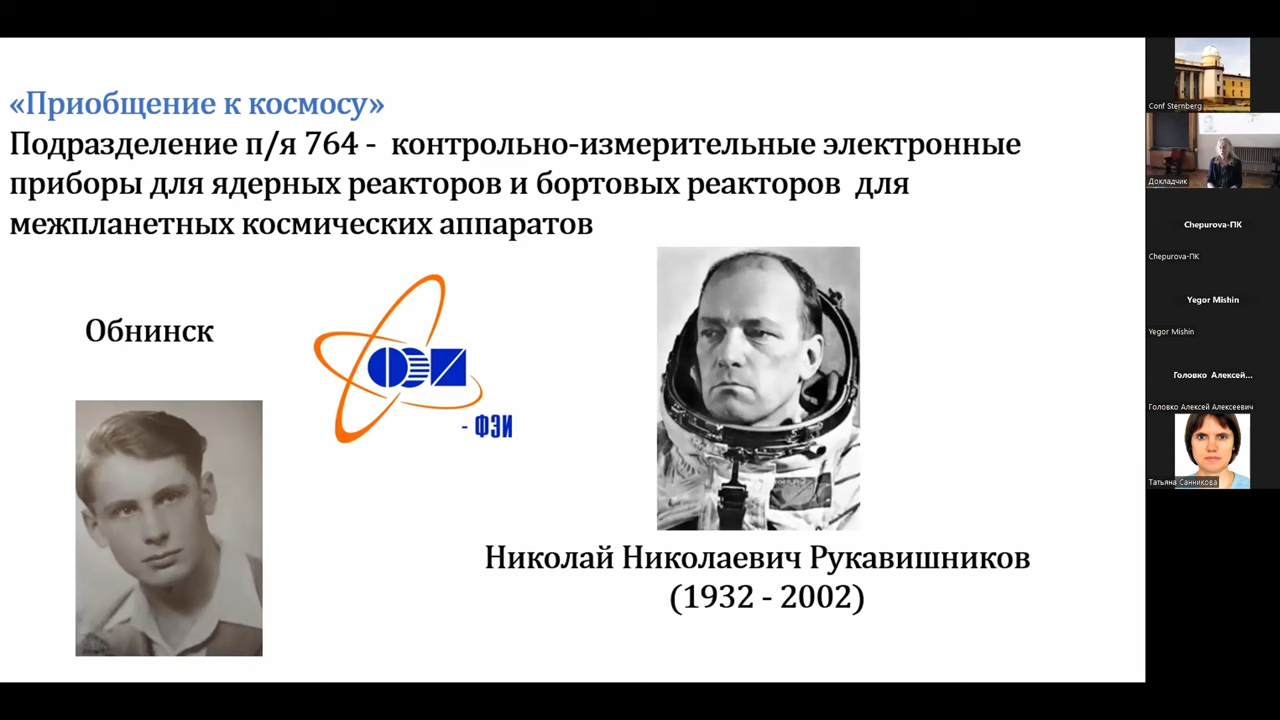 «Приобщение к космосу»
Подразделение п/я 764 - контрольно-измерительные электронные
приборы для ядерных реакторов и бортовых реакторов для
межпланетных космических аппаратов
Обнинск
ФЭИ
- ФЭИ
Николай Николаевич Рукавишников
(1932 - 2002)
Conf Sternberg
Докладчик
Chepurova-ПК
Chepurova-ПК
Yegor Mishin
Yegor Mishin
Головко Алексей...
Головко Алексей Алексеевич
Татьяна Санникова